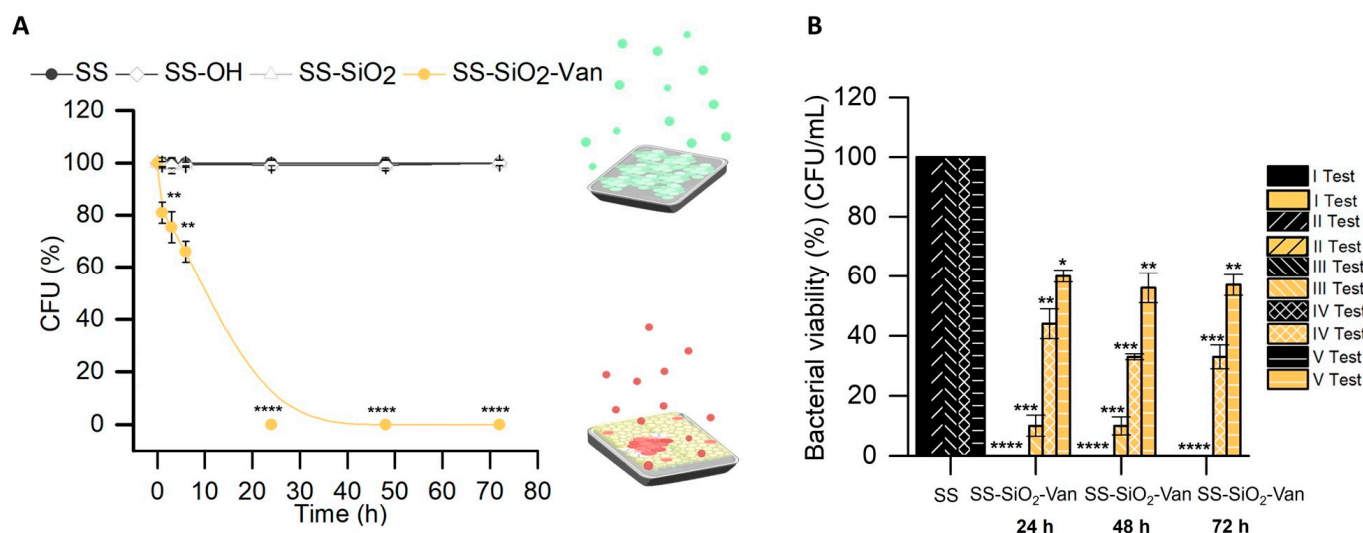 A
SS SS-OH SS-SiO₂ SS-SiO₂-Van
120
100
80
60
40
20
0
CFU (%)
**
**
**** **** ****
0 10 20 30 40 50 60 70 80
Time (h)
B
120
100
80
60
40
20
0
Bacterial viability (%) (CFU/mL)
**** *** ** *
**** *** *** **
**** *** **
SS SS-SiO₂-Van SS-SiO₂-Van SS-SiO₂-Van
24 h 48 h 72 h
I Test
I Test
II Test
II Test
III Test
III Test
IV Test
IV Test
V Test
V Test